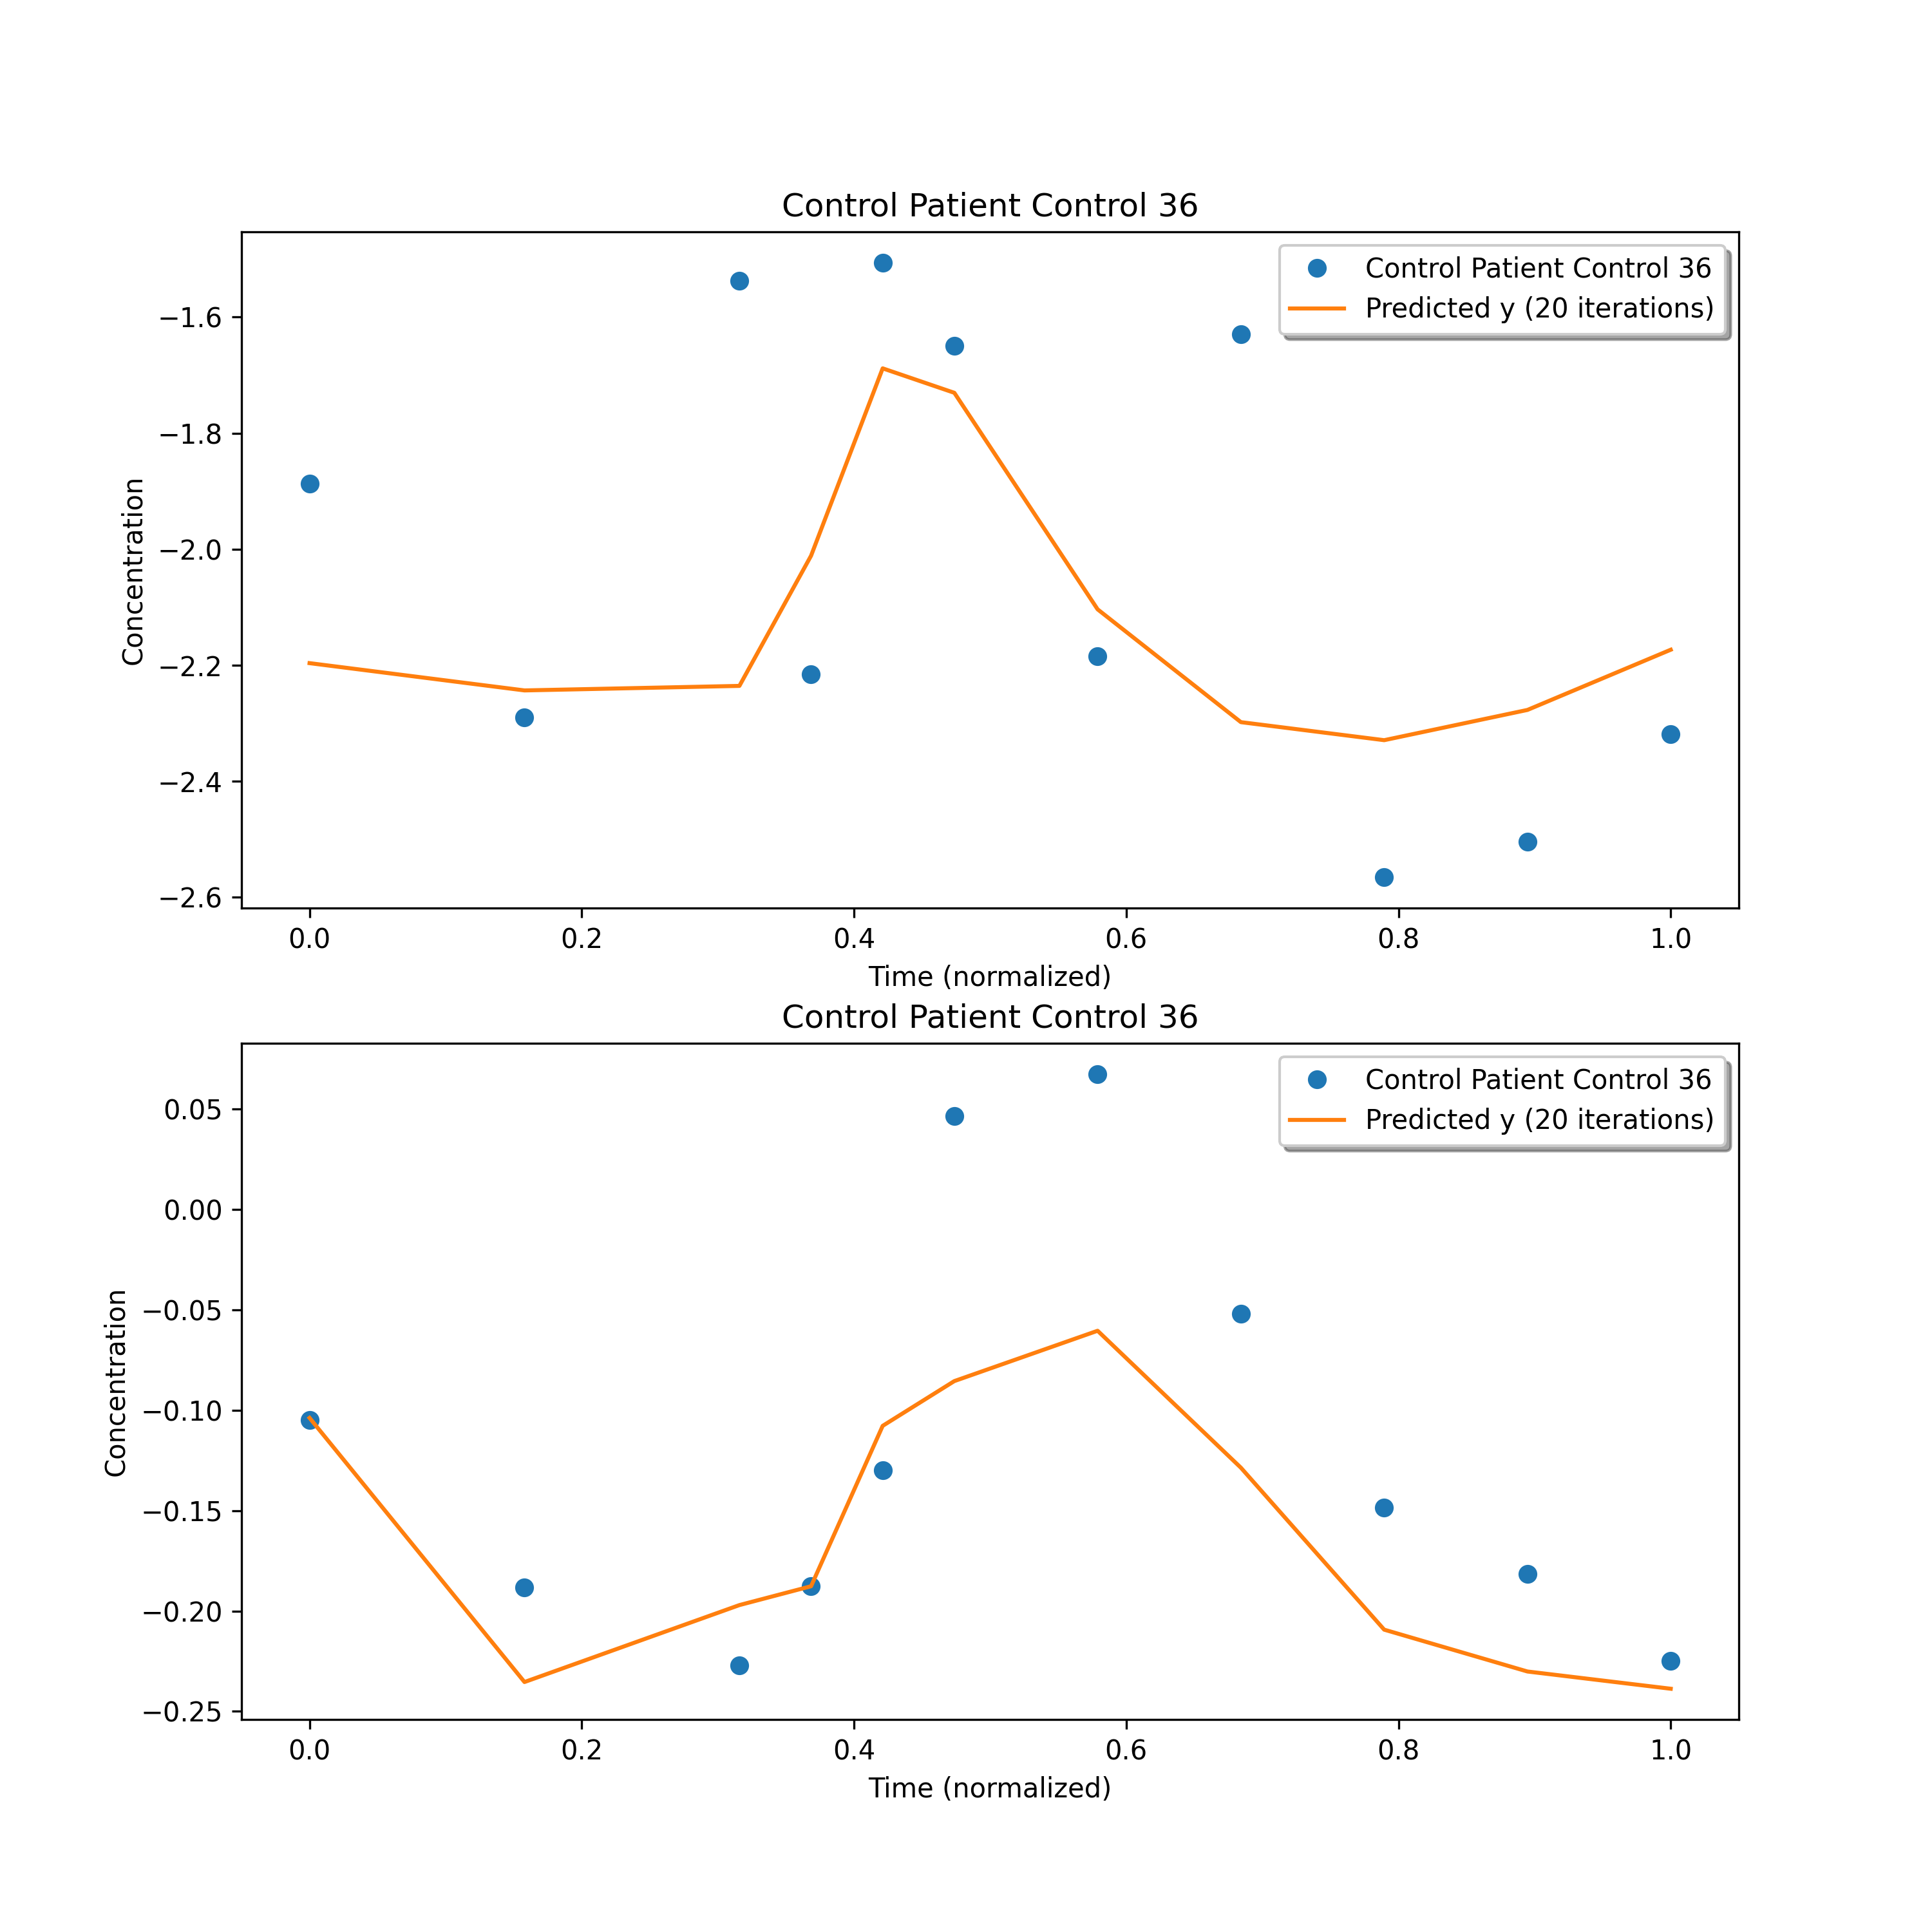 Control Patient Control 36
Control Patient Control 36
Predicted y (20 iterations)
−1.6
−1.8
−2.0
−2.2
−2.4
−2.6
Concentration
0.0 0.2 0.4 0.6 0.8 1.0
Time (normalized)
Control Patient Control 36
Control Patient Control 36
Predicted y (20 iterations)
0.05
0.00
−0.05
−0.10
−0.15
−0.20
−0.25
Concentration
0.0 0.2 0.4 0.6 0.8 1.0
Time (normalized)